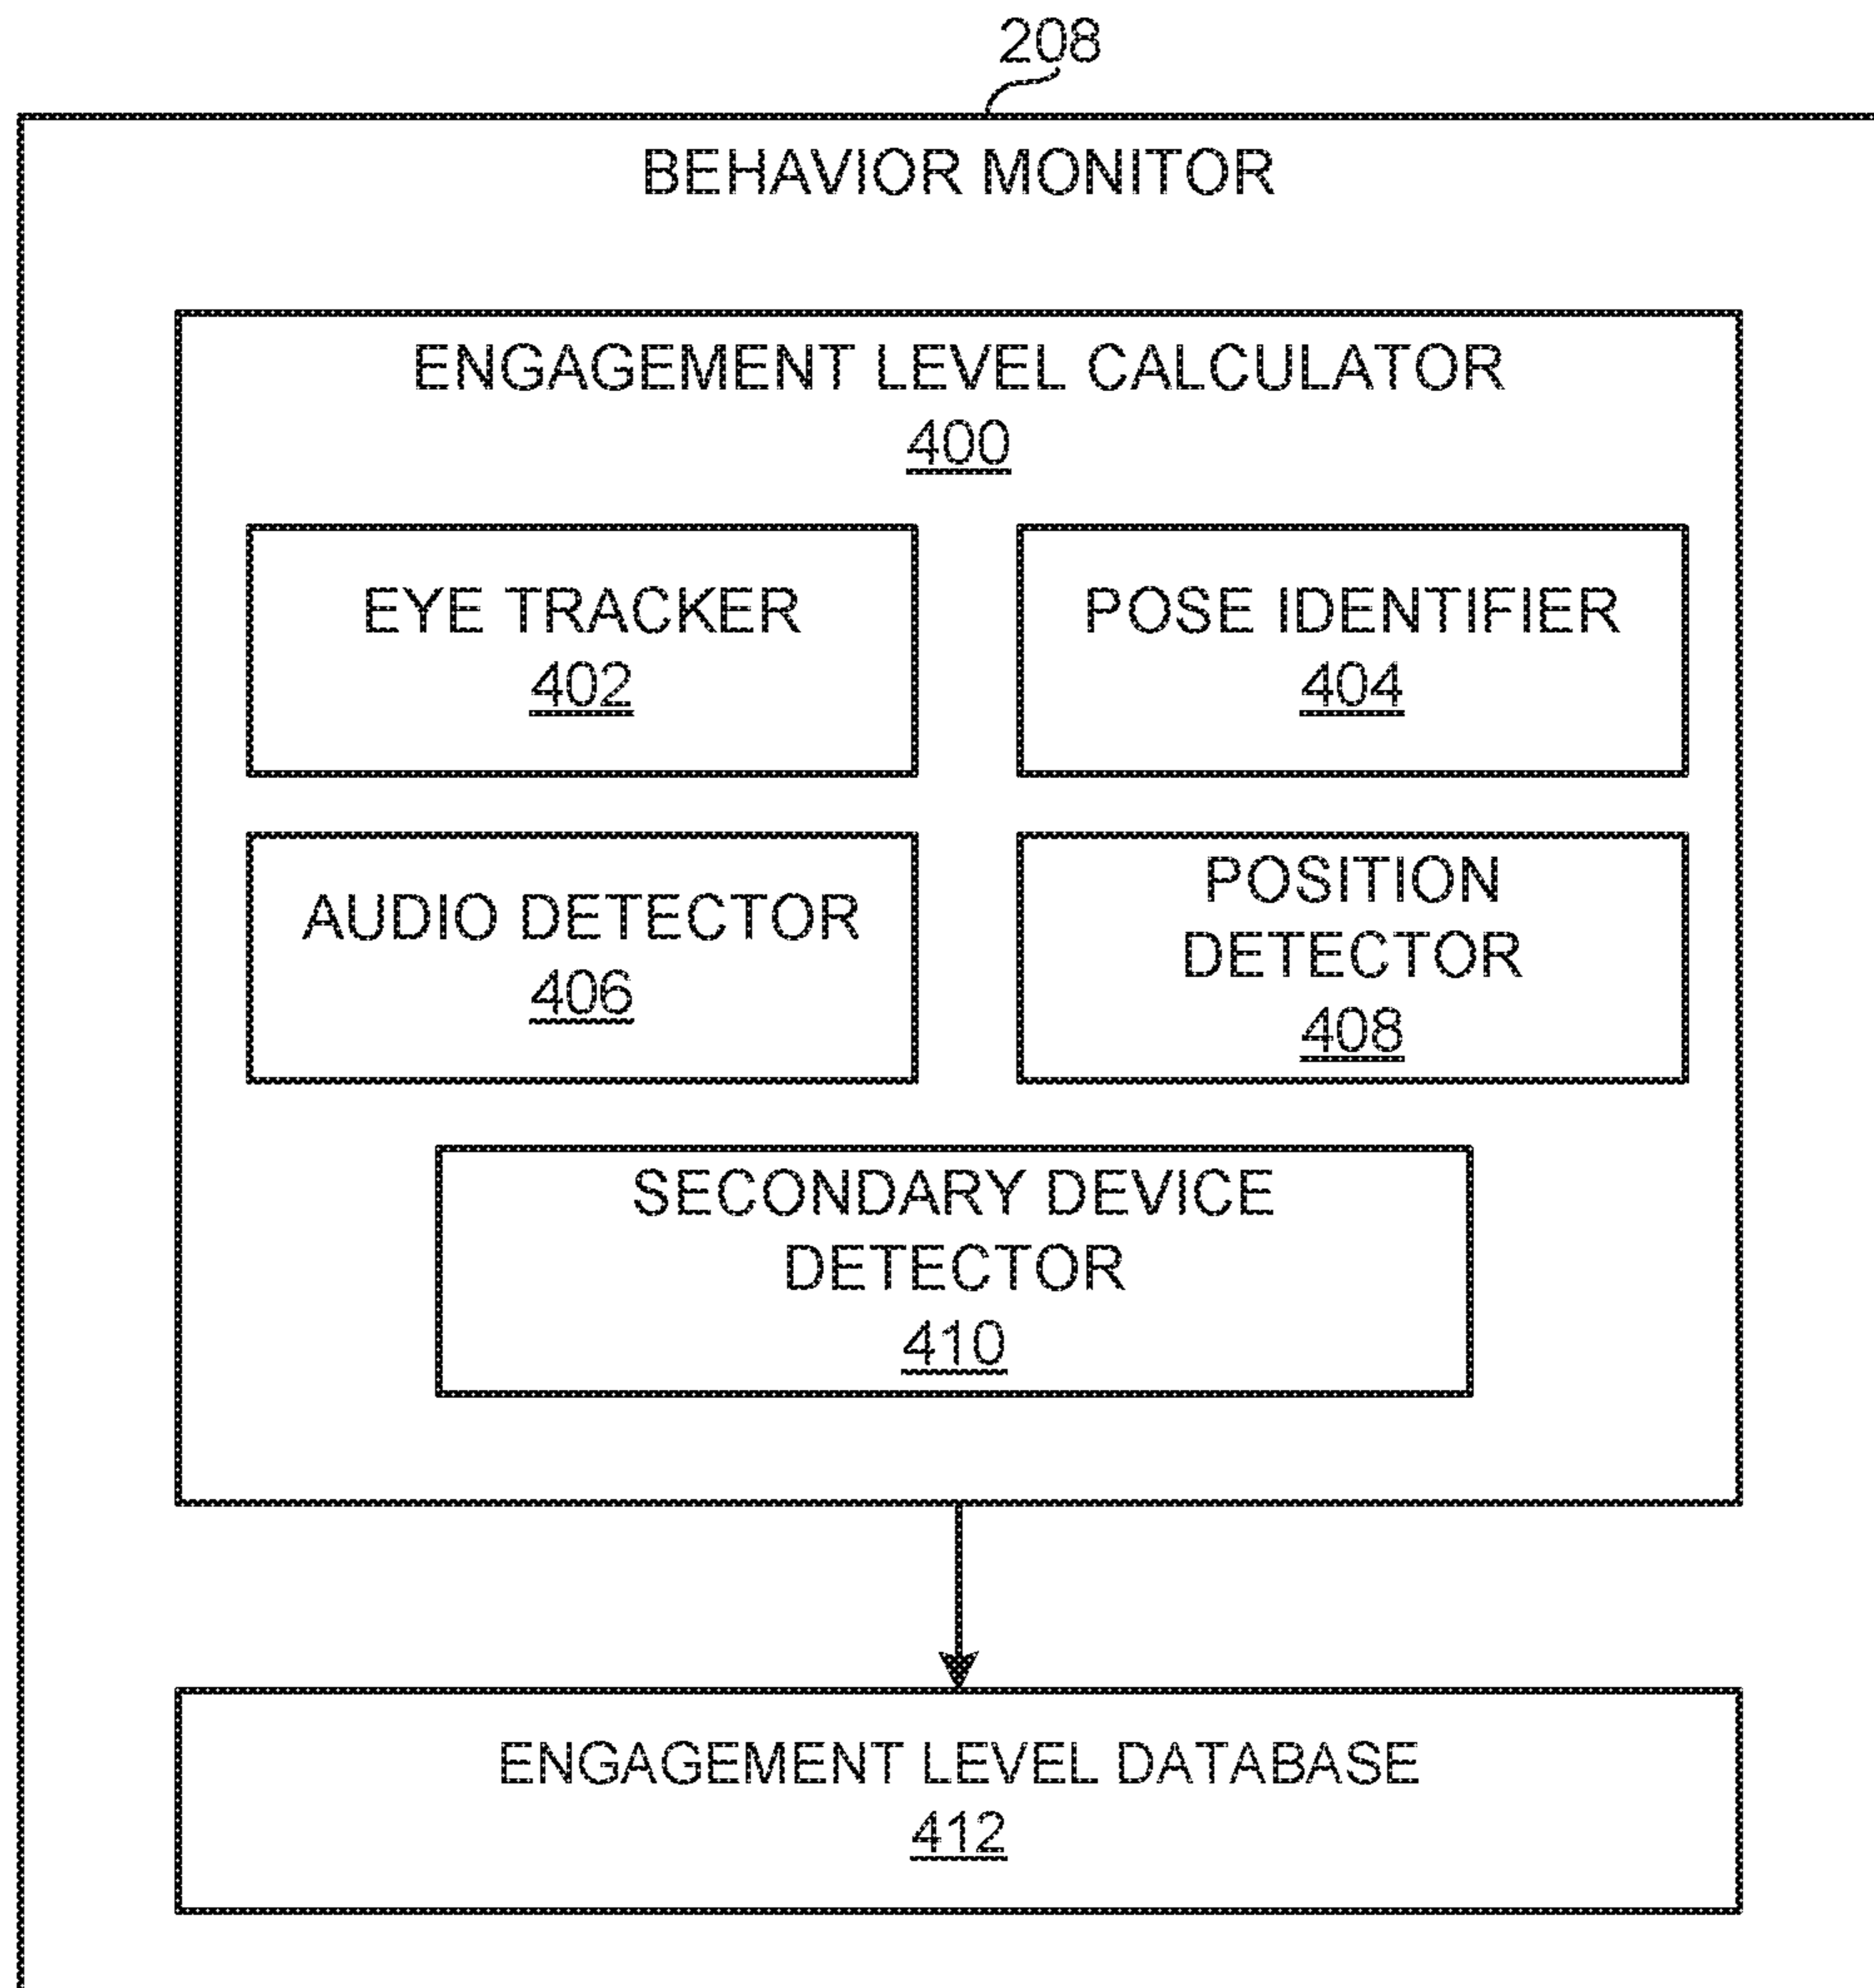 208
BEHAVIOR MONITOR
ENGAGEMENT LEVEL CALCULATOR
400
EYE TRACKER
402
POSE IDENTIFIER
404
AUDIO DETECTOR
406
POSITION
DETECTOR
408
SECONDARY DEVICE
DETECTOR
410
ENGAGEMENT LEVEL DATABASE
412